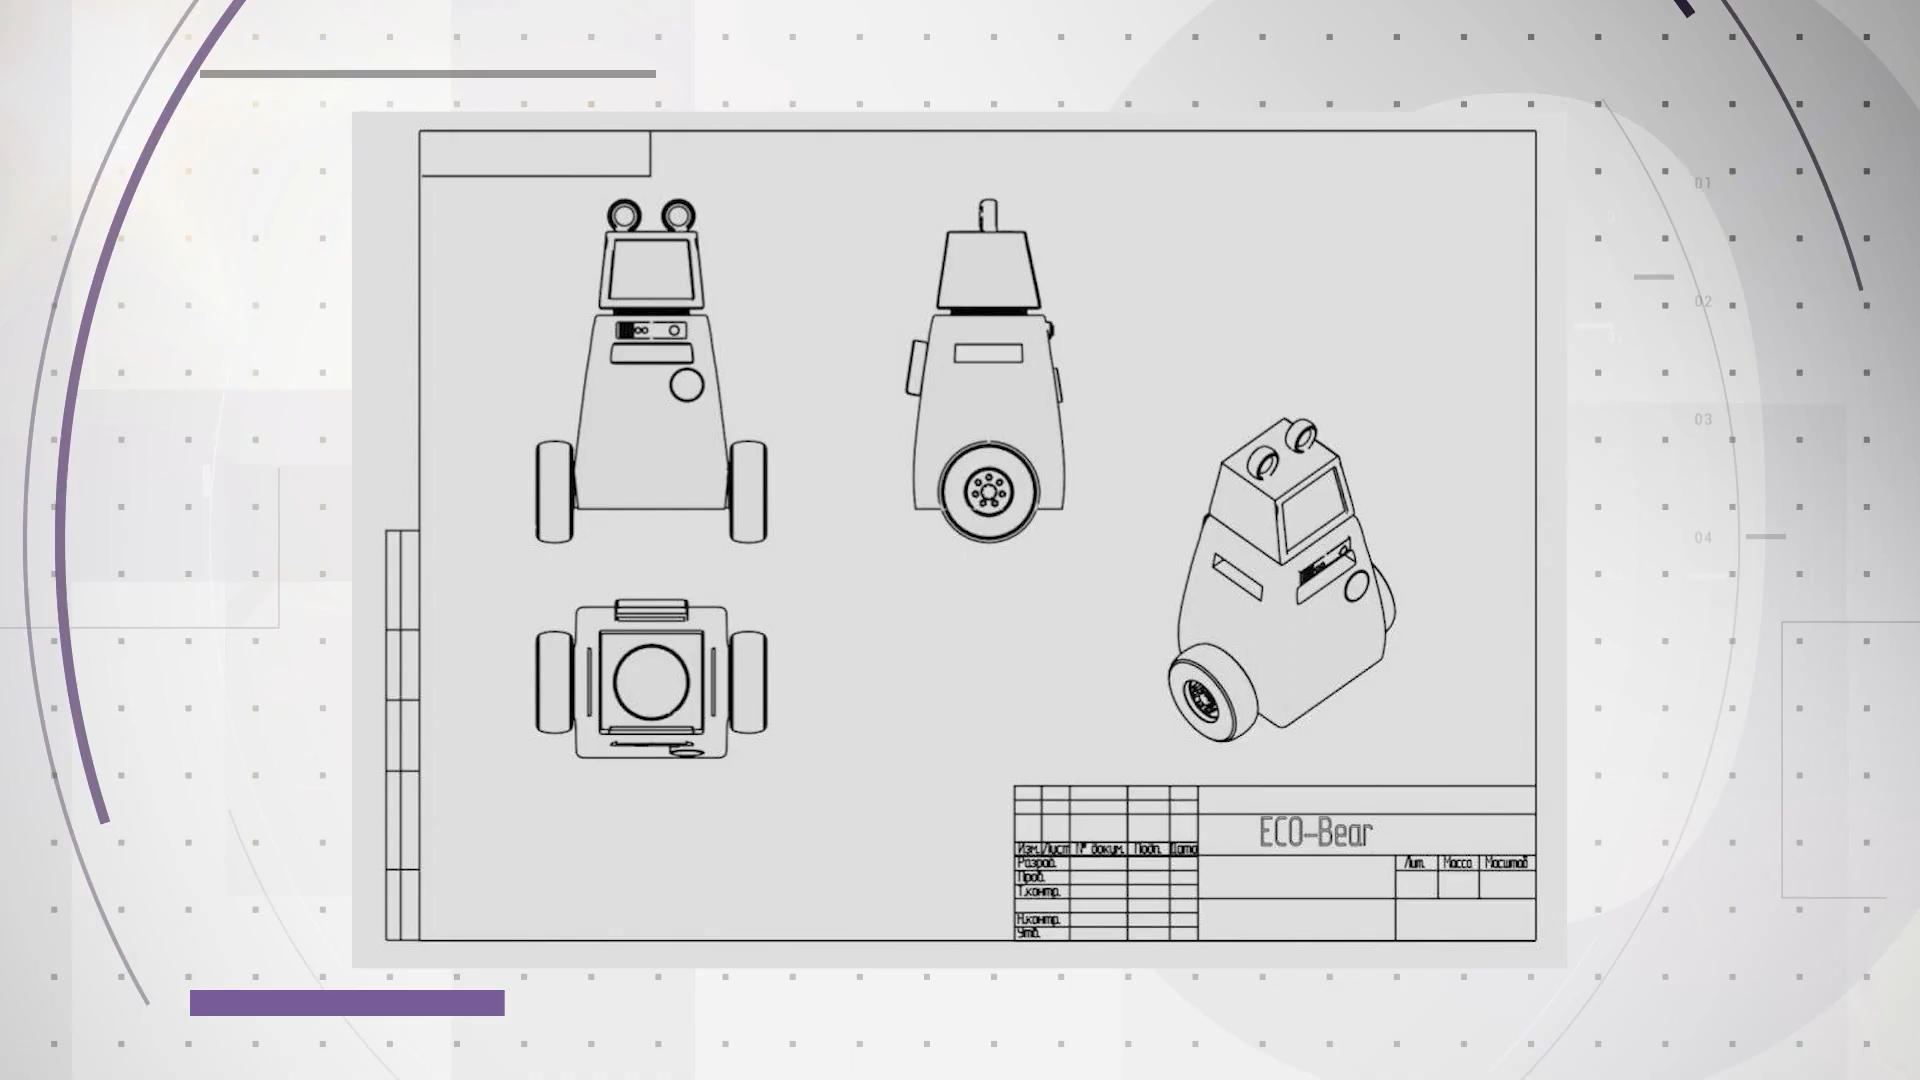 01
02
03
04
ECO-Bear
Изм. Лист № докум. Подп. Дата
Лит. Масса Масштаб
Разраб.
Пров.
Т.контр.
Н.контр.
Утв.